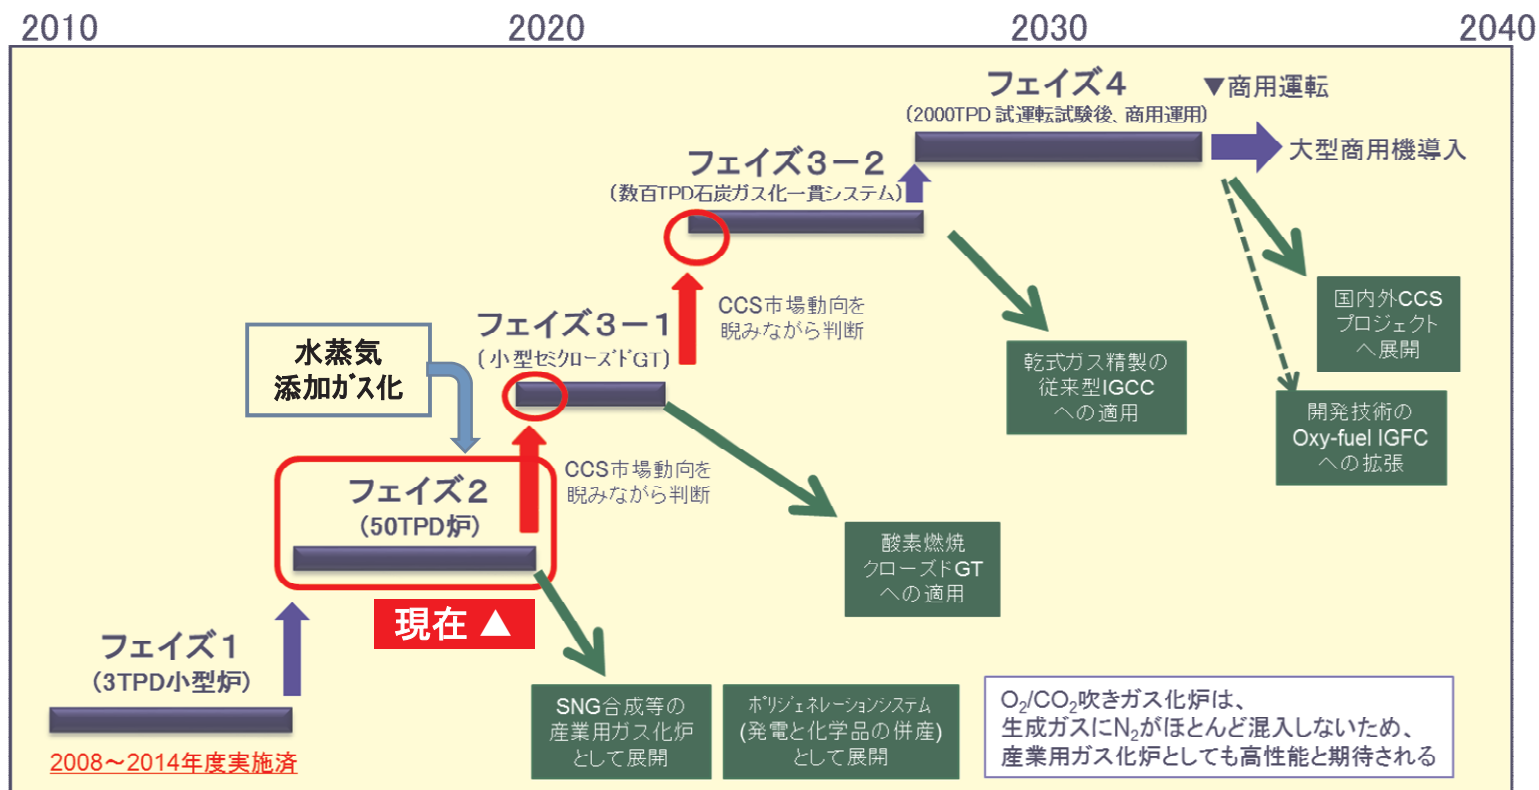 2010
2020
2030
2040
フェイズ4
(2000TPD 試運転試験後、商用運用)
▼商用運転
大型商用機導入
フェイズ3-2
(数百TPD石炭ガス化一貫システム)
CCS市場動向を
睨みながら判断
フェイズ3-1
(小型セミクローズドGT)
水蒸気
添加ガス化
CCS市場動向を
睨みながら判断
フェイズ2
(50TPD炉)
現在 ▲
フェイズ1
(3TPD小型炉)
2008~2014年度実施済
国内外CCS
プロジェクト
へ展開
乾式ガス精製の
従来型IGCC
への適用
開発技術の
Oxy-fuel IGFC
への拡張
酸素燃焼
クローズドGT
への適用
SNG合成等の
産業用ガス化炉
として展開
ポリジェネレーションシステム
(発電と化学品の併産)
として展開
O₂/CO₂吹きガス化炉は、
生成ガスにN₂がほとんど混入しないため、
産業用ガス化炉としても高性能と期待される